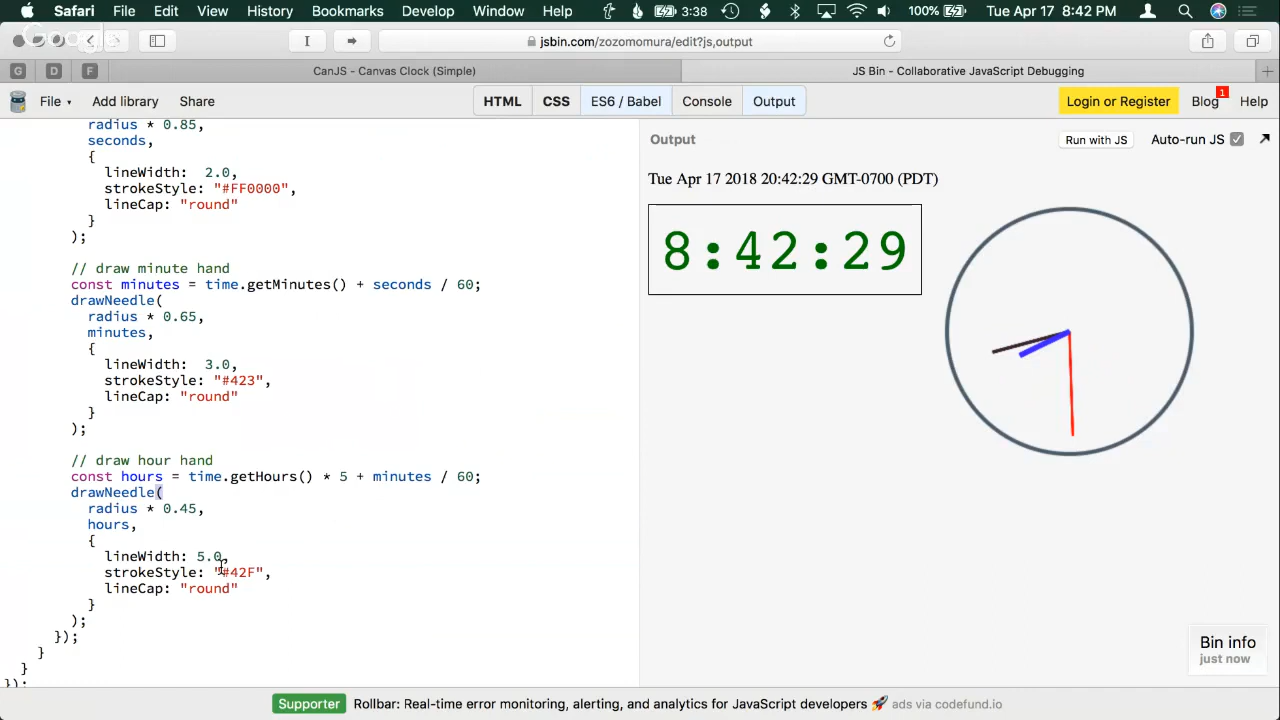 Safari File Edit View History Bookmarks Develop Window Help 3:38 100% Tue Apr 17 8:42 PM
Google
jsbin.com/zozomomura/edit?js,output
G D F CanJS - Canvas Clock (Simple) JS Bin - Collaborative JavaScript Debugging
File Add library Share HTML CSS ES6 / Babel Console Output Login or Register Blog 1 Help
radius * 0.85,
seconds,
{
lineWidth: 2.0,
strokeStyle: "#FF0000",
lineCap: "round"
}
);
// draw minute hand
const minutes = time.getMinutes() + seconds / 60;
drawNeedle(
radius * 0.65,
minutes,
{
lineWidth: 3.0,
strokeStyle: "#423",
lineCap: "round"
}
);
// draw hour hand
const hours = time.getHours() * 5 + minutes / 60;
drawNeedle(
radius * 0.45,
hours,
{
lineWidth: 5.0,
strokeStyle: "#42F",
lineCap: "round"
}
);
});
}
}
});
Output Run with JS Auto-run JS
Tue Apr 17 2018 20:42:29 GMT-0700 (PDT)
8:42:29
Bin info
just now
Supporter Rollbar: Real-time error monitoring, alerting, and analytics for JavaScript developers 🚀 ads via codefund.io